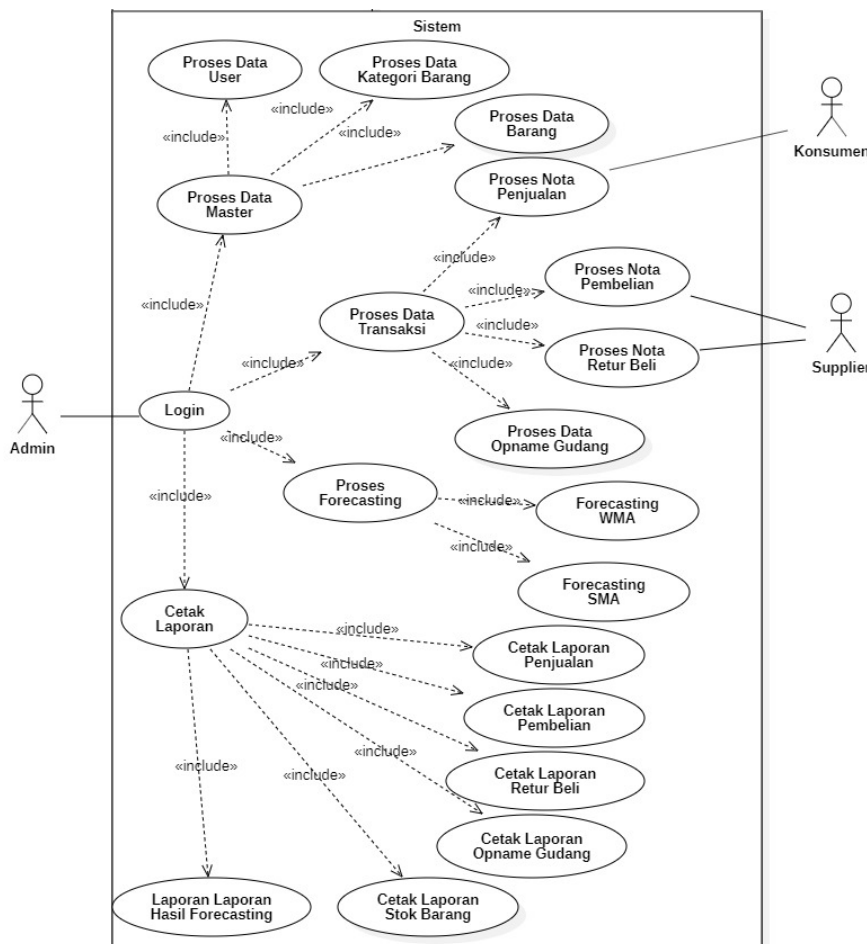 Sistem
Proses Data
User
Proses Data
Kategori Barang
«include»
«include»
Proses Data
Barang
Konsumen
Proses Data
Master
Proses Nota
Penjualan
«include»
«include»
Proses Nota
Pembelian
«include»
Proses Data
Transaksi
«include»
«include»
Proses Nota
Retur Beli
Supplier
«include»
Admin
Login
Proses Data
Opname Gudang
«include»
«include»
Proses
Forecasting
«include»
Forecasting
WMA
«include»
Forecasting
SMA
Cetak
Laporan
«include»
Cetak Laporan
Penjualan
«include»
«include»
Cetak Laporan
Pembelian
«include»
«include»
«include»
Cetak Laporan
Retur Beli
Cetak Laporan
Opname Gudang
Laporan Laporan
Hasil Forecasting
Cetak Laporan
Stok Barang